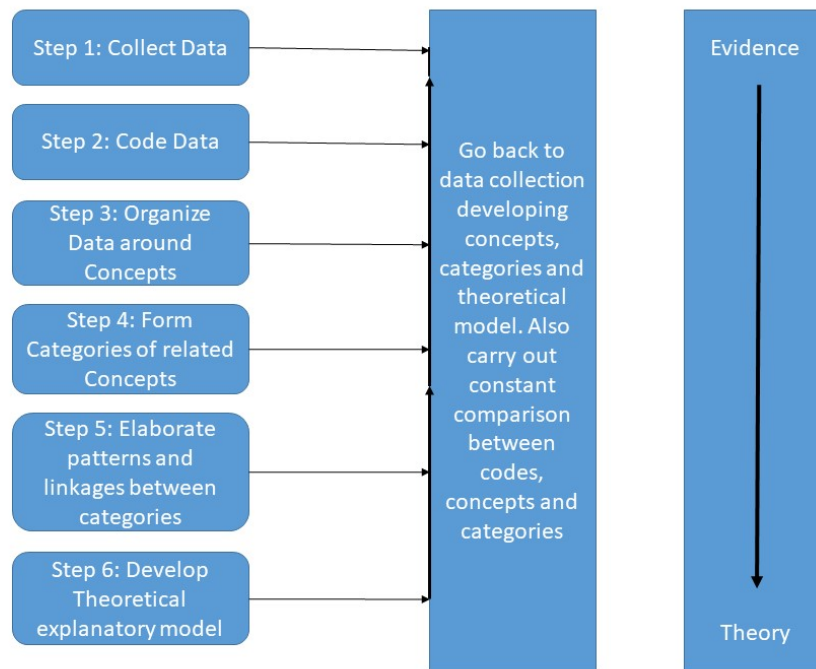 Step 1: Collect Data
Step 2: Code Data
Step 3: Organize
Data around
Concepts
Step 4: Form
Categories of related
Concepts
Step 5: Elaborate
patterns and
linkages between
categories
Step 6: Develop
Theoretical
explanatory model
Go back to
data collection
developing
concepts,
categories and
theoretical
model. Also
carry out
constant
comparison
between
codes,
concepts and
categories
Evidence
Theory